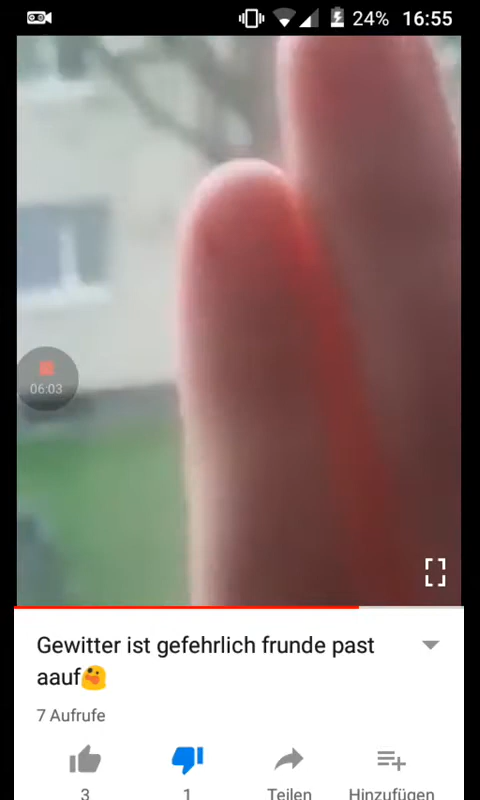 24% 16:55
06:03
Gewitter ist gefehrlich frunde past
aauf😜
7 Aufrufe
3 1 Teilen Hinzufügen